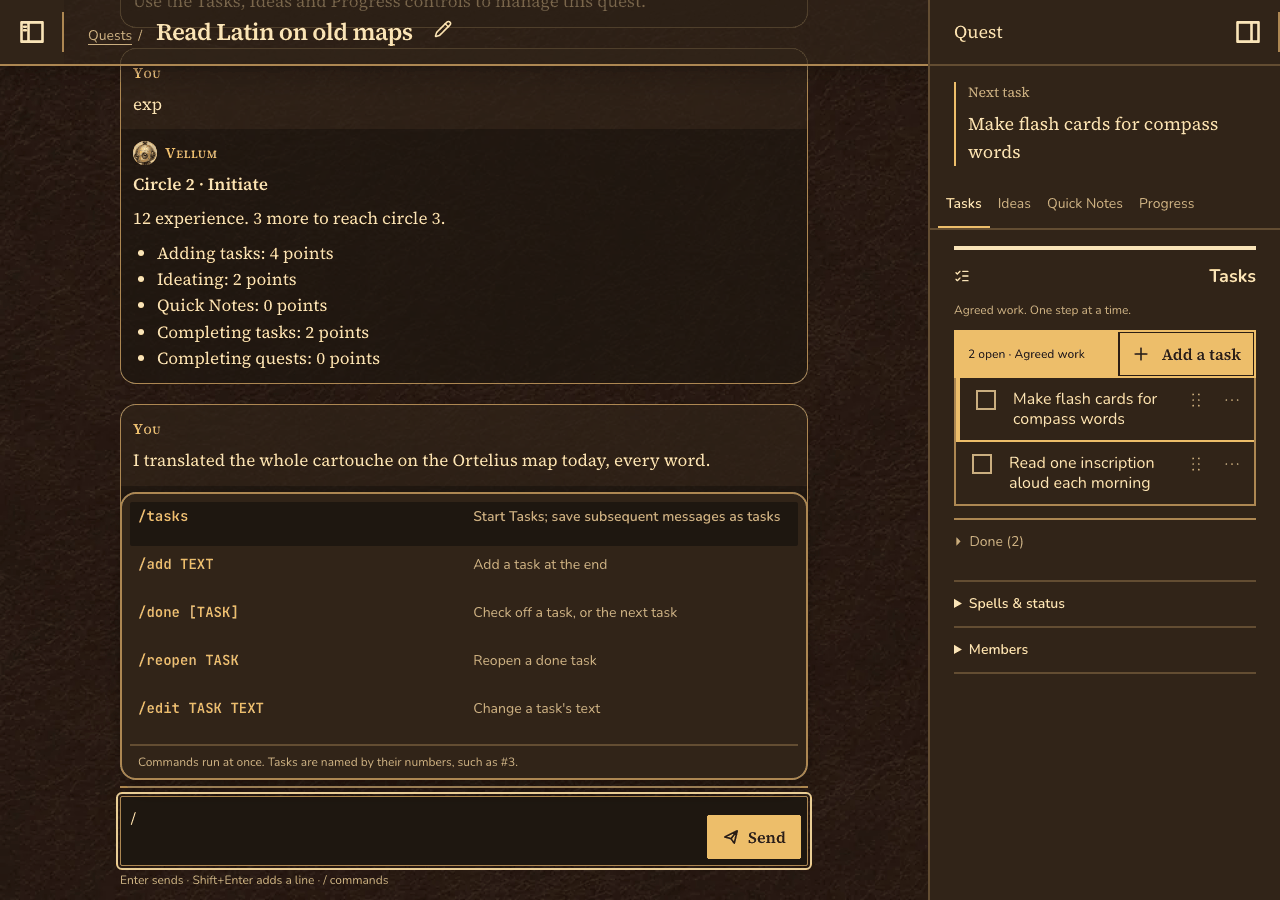 Use the Tasks, Ideas and Progress controls to manage this quest.
Quests / Read Latin on old maps
You
exp
Vellum
Circle 2 · Initiate
12 experience. 3 more to reach circle 3.
Adding tasks: 4 points
Ideating: 2 points
Quick Notes: 0 points
Completing tasks: 2 points
Completing quests: 0 points
You
I translated the whole cartouche on the Ortelius map today, every word.
/tasks Start Tasks; save subsequent messages as tasks
/add TEXT Add a task at the end
/done [TASK] Check off a task, or the next task
/reopen TASK Reopen a done task
/edit TASK TEXT Change a task's text
Commands run at once. Tasks are named by their numbers, such as #3.
/
Send
Enter sends · Shift+Enter adds a line · / commands
Quest
Next task
Make flash cards for compass
words
Tasks Ideas Quick Notes Progress
Tasks
Agreed work. One step at a time.
2 open · Agreed work
Add a task
Make flash cards for
compass words
Read one inscription
aloud each morning
Done (2)
Spells & status
Members